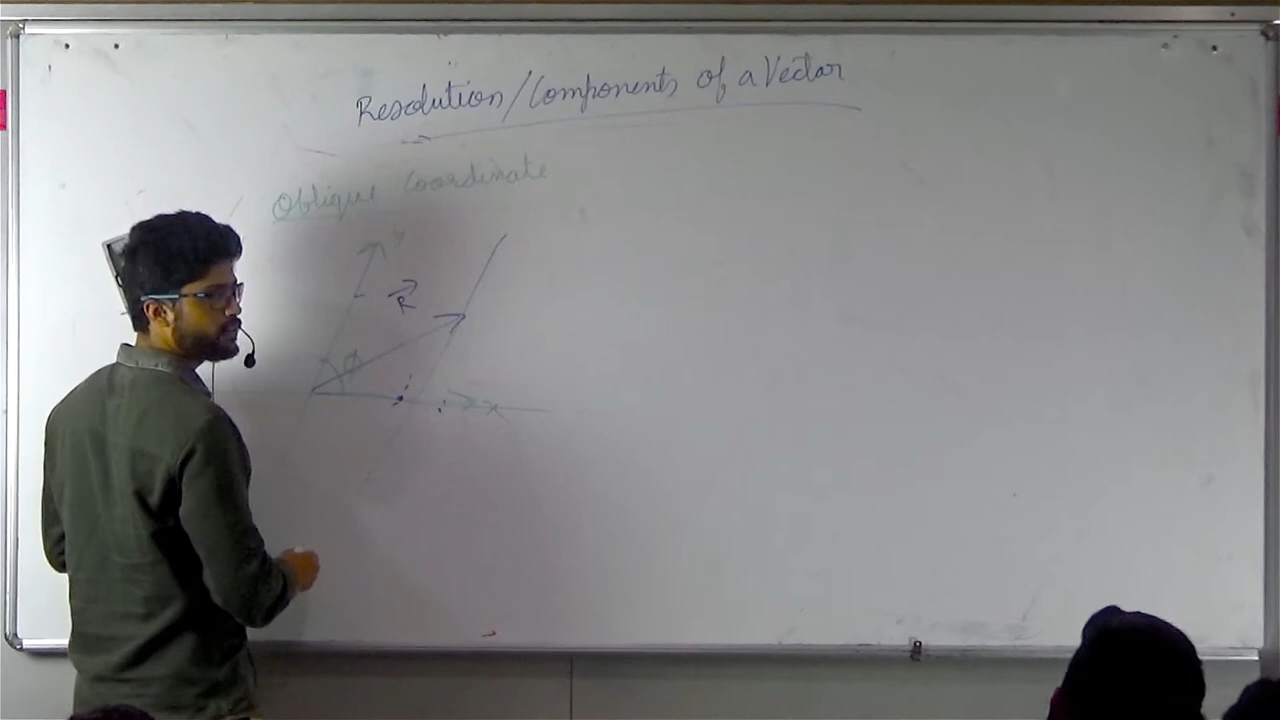 Resolution/Components of a Vector
Oblique Coordinate
y
R
φ
x